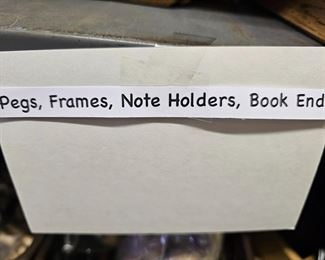 Pegs, Frames, Note Holders, Book End